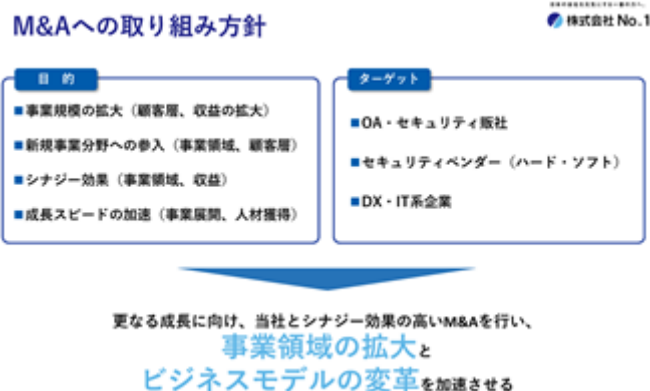 M&Aへの取り組み方針
株式会社 No.1
目 的
■事業規模の拡大（顧客層、収益の拡大）
■新規事業分野への参入（事業領域、顧客層）
■シナジー効果（事業領域、収益）
■成長スピードの加速（事業展開、人材獲得）
ターゲット
■OA・セキュリティ販社
■セキュリティベンダー（ハード・ソフト）
■DX・IT系企業
更なる成長に向け、当社とシナジー効果の高いM&Aを行い、
事業領域の拡大と
ビジネスモデルの変革を加速させる